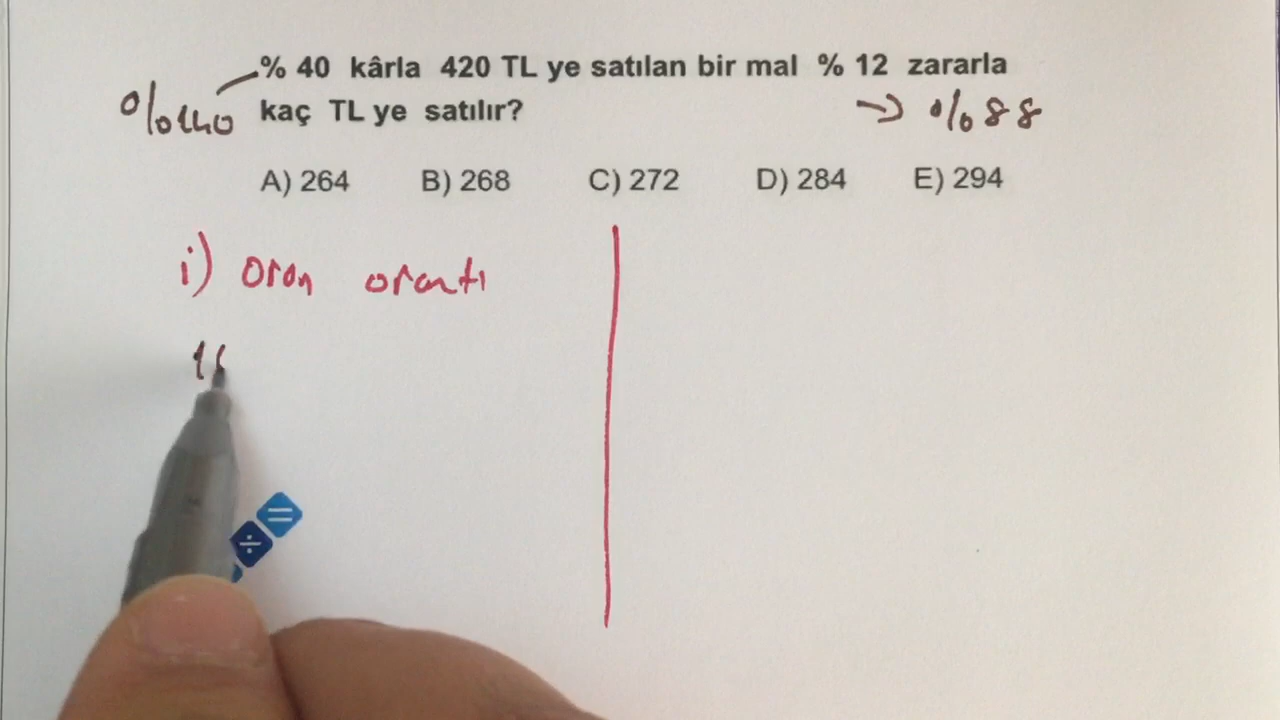 % 40 kârla 420 TL ye satılan bir mal % 12 zararla
%140 kaç TL ye satılır? → %88
A) 264 B) 268 C) 272 D) 284 E) 294
i) oran orantı